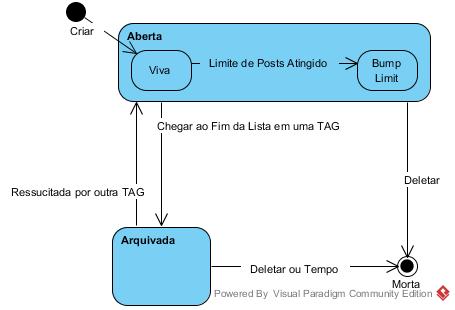 Criar
Aberta
Viva
Limite de Posts Atingido
Bump
Limit
Chegar ao Fim da Lista em uma TAG
Ressucitada por outra TAG
Deletar
Arquivada
Deletar ou Tempo
Morta
Powered By Visual Paradigm Community Edition